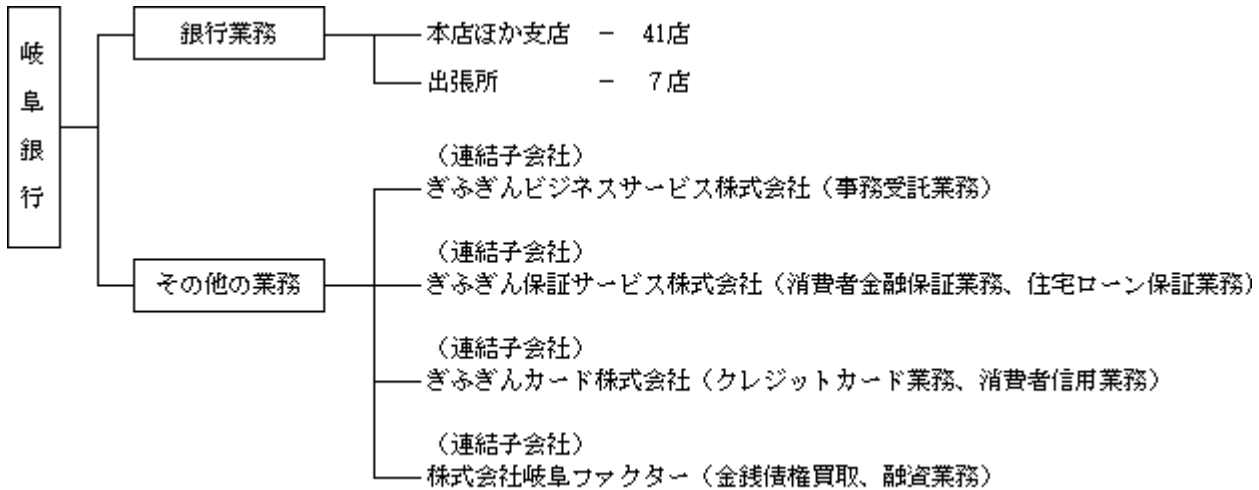 岐阜銀行
銀行業務
本店ほか支店 － 41店
出張所 － 7店
（連結子会社）
ぎふぎんビジネスサービス株式会社（事務受託業務）
その他の業務
（連結子会社）
ぎふぎん保証サービス株式会社（消費者金融保証業務、住宅ローン保証業務）
（連結子会社）
ぎふぎんカード株式会社（クレジットカード業務、消費者信用業務）
（連結子会社）
株式会社岐阜ファクター（金銭債権買取、融資業務）